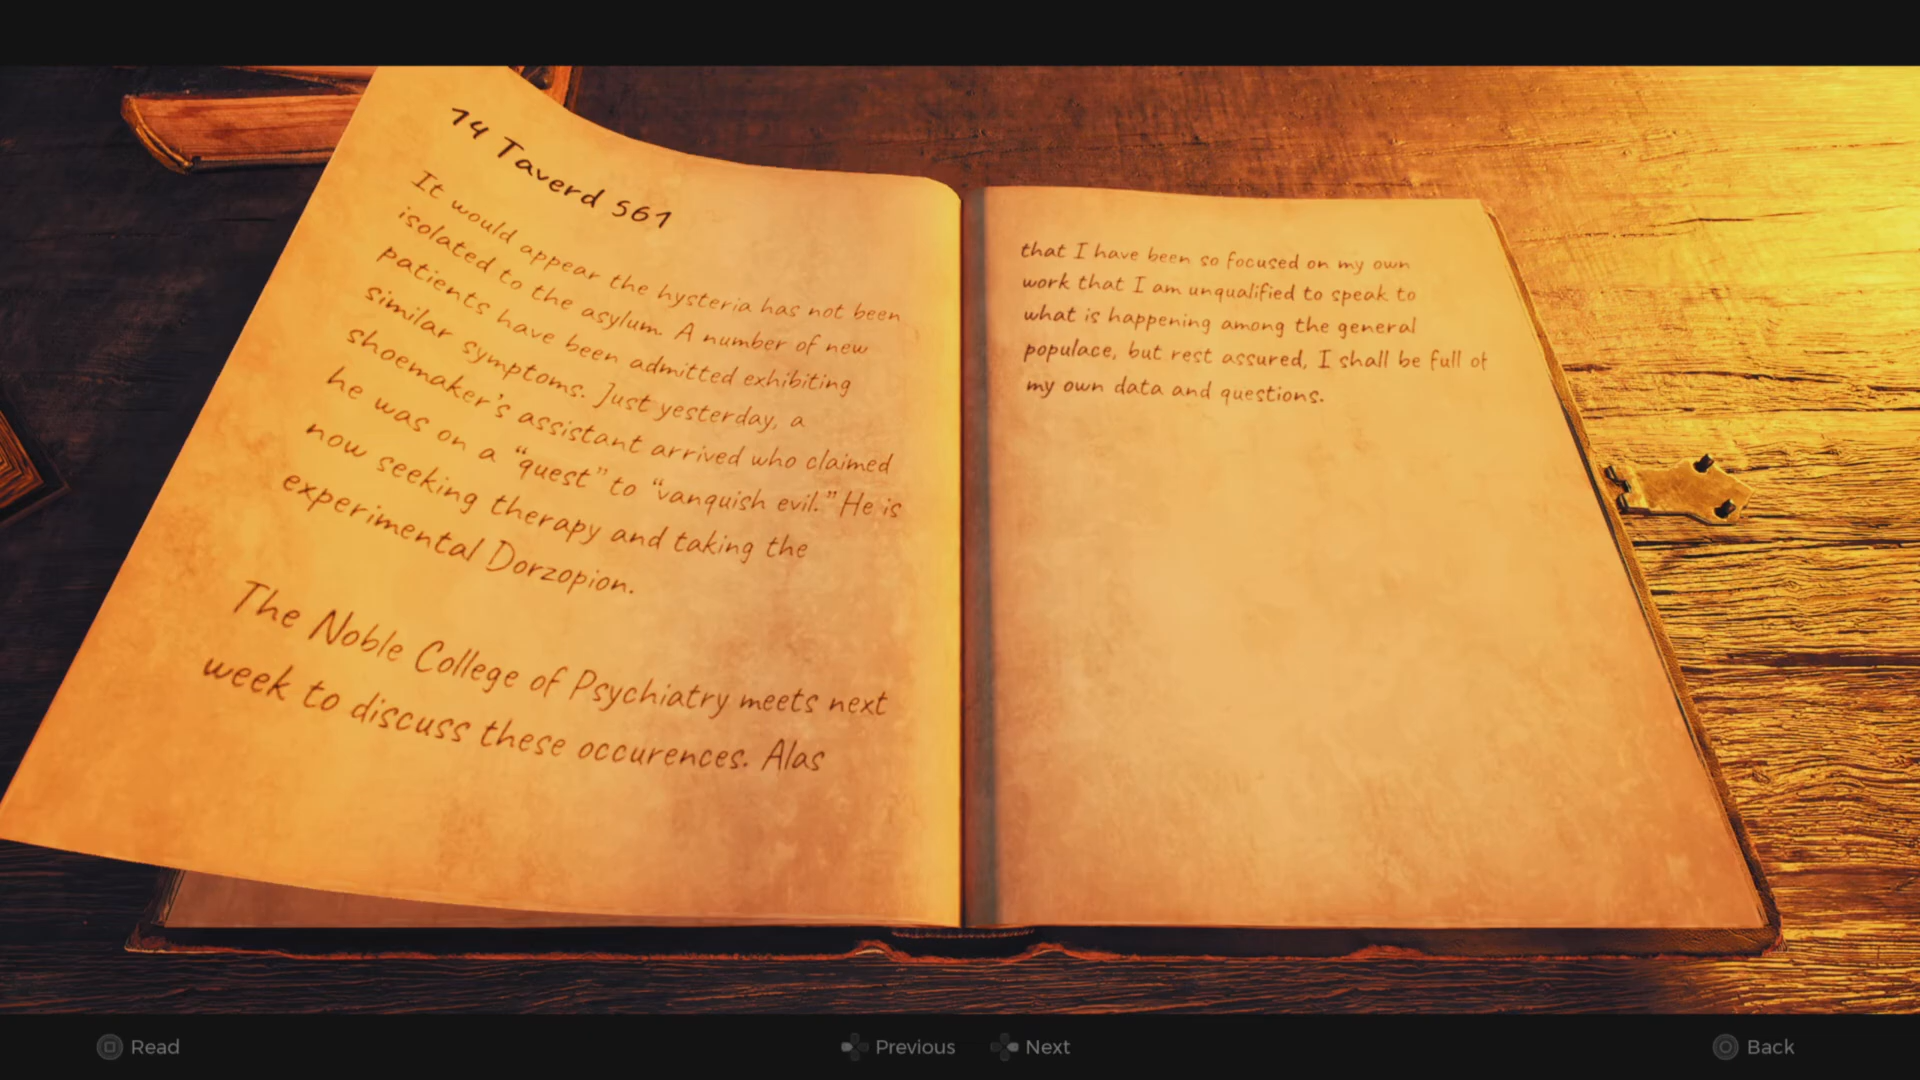 14 Taverd 561
It would appear the hysteria has not been
isolated to the asylum. A number of new
patients have been admitted exhibiting
similar symptoms. Just yesterday, a
shoemaker's assistant arrived who claimed
he was on a "quest" to "vanquish evil." He is
now seeking therapy and taking the
experimental Dorzopion.
The Noble College of Psychiatry meets next
week to discuss these occurences. Alas
that I have been so focused on my own
work that I am unqualified to speak to
what is happening among the general
populace, but rest assured, I shall be full of
my own data and questions.
Read
Previous
Next
Back